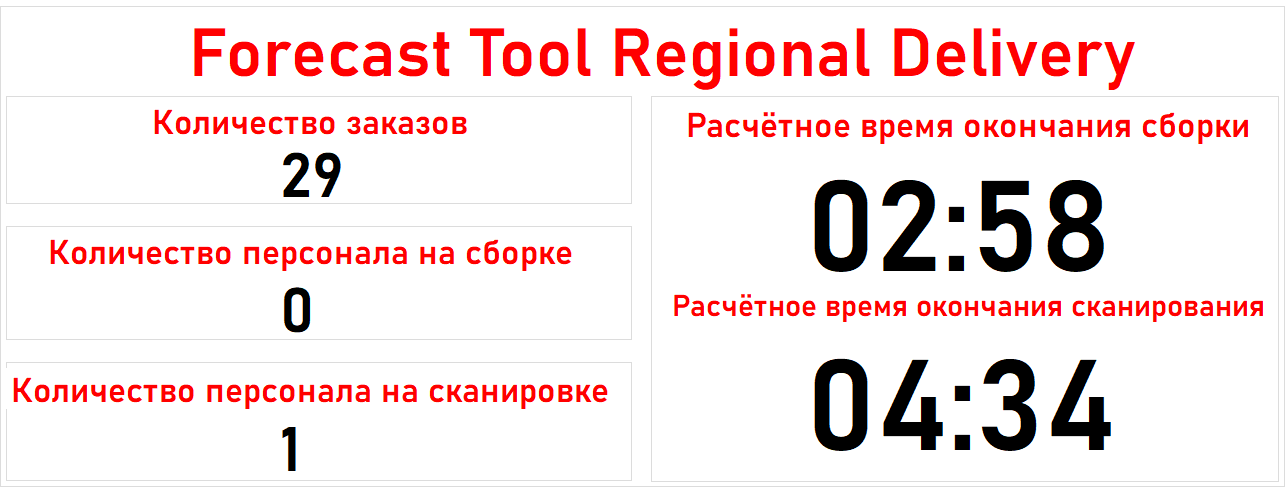 Forecast Tool Regional Delivery
Количество заказов
29
Количество персонала на сборке
0
Количество персонала на сканировке
1
Расчётное время окончания сборки
02:58
Расчётное время окончания сканирования
04:34